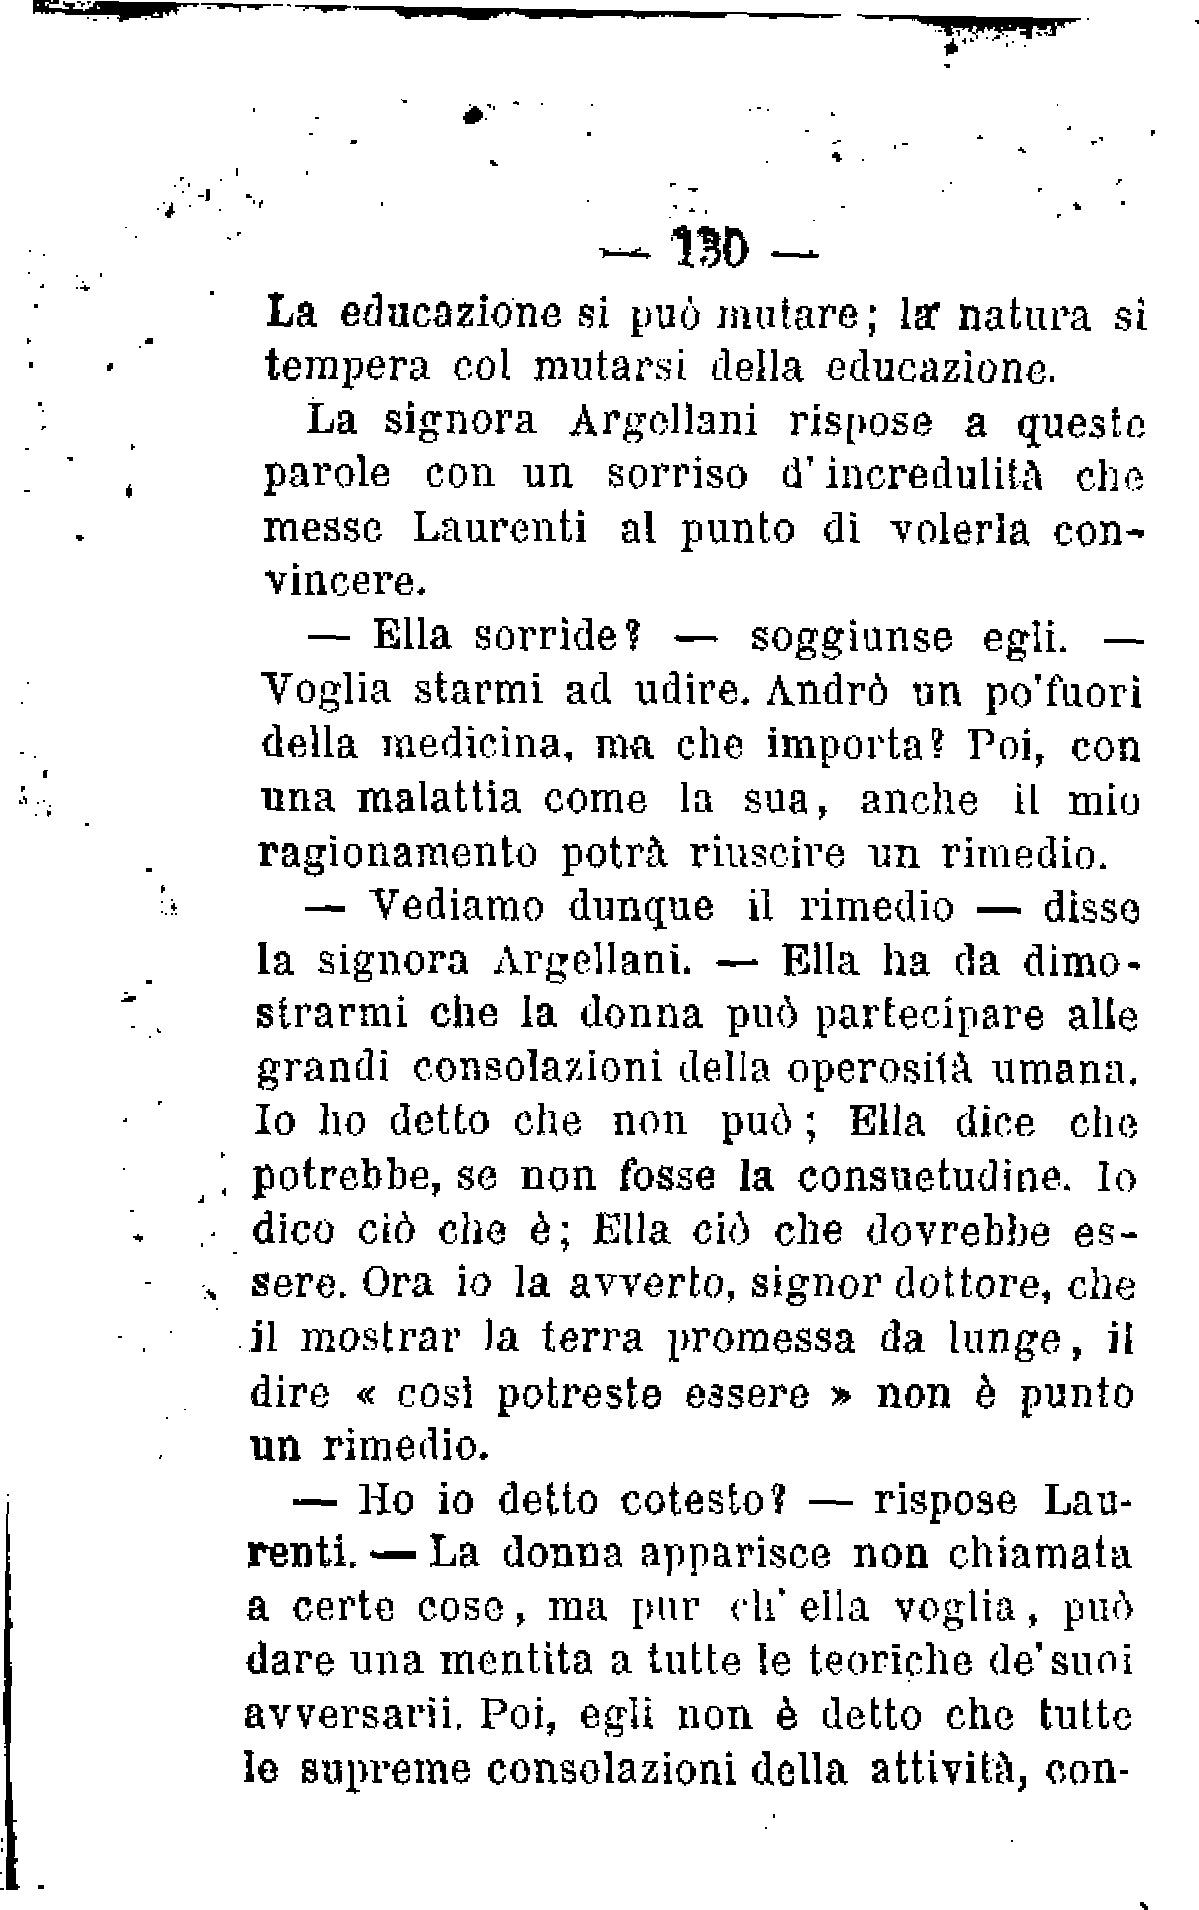 — 130 —
La educazione si può mutare; la natura si
tempera col mutarsi della educazione.
La signora Argellani rispose a queste
parole con un sorriso d'incredulità che
messe Laurenti al punto di volerla con-
vincere.
— Ella sorride? — soggiunse egli. —
Voglia starmi ad udire. Andrò un po'fuori
della medicina, ma che importa? Poi, con
una malattia come la sua, anche il mio
ragionamento potrà riuscire un rimedio.
— Vediamo dunque il rimedio — disse
la signora Argellani. — Ella ha da dimo-
strarmi che la donna può partecipare alle
grandi consolazioni della operosità umana.
Io ho detto che non può; Ella dice che
potrebbe, se non fosse la consuetudine. Io
dico ciò che è; Ella ciò che dovrebbe es-
sere. Ora io la avverto, signor dottore, che
il mostrar la terra promessa da lunge, il
dire « così potreste essere » non è punto
un rimedio.
— Ho io detto cotesto? — rispose Lau-
renti. — La donna apparisce non chiamata
a certe cose, ma pur ch'ella voglia, può
dare una mentita a tutte le teoriche de'suoi
avversarii. Poi, egli non è detto che tutte
le supreme consolazioni della attività, con-